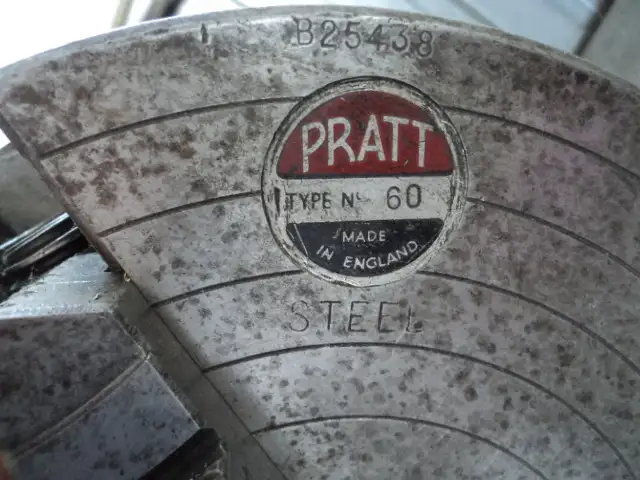 B25438
PRATT
TYPE Nº 60
MADE
IN ENGLAND
STEEL